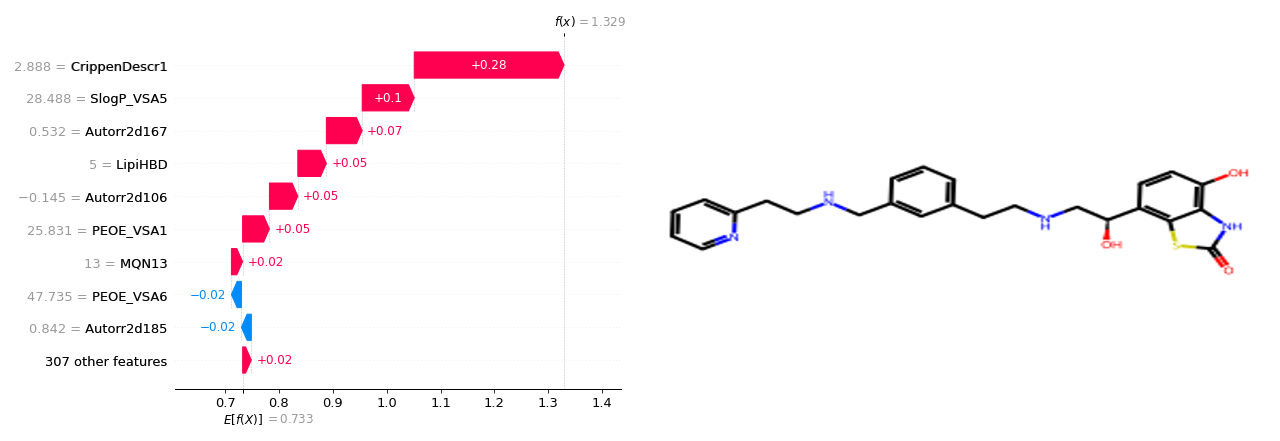 f(x) = 1.329
2.888 = CrippenDescr1 +0.28
28.488 = SlogP_VSA5 +0.1
0.532 = Autorr2d167 +0.07
5 = LipiHBD +0.05
−0.145 = Autorr2d106 +0.05
25.831 = PEOE_VSA1 +0.05
13 = MQN13 +0.02
47.735 = PEOE_VSA6 −0.02
0.842 = Autorr2d185 −0.02
307 other features +0.02
0.7 0.8 0.9 1.0 1.1 1.2 1.3 1.4
E[f(X)] = 0.733
OH
H
N
NH
N
N
H
OH
S
O